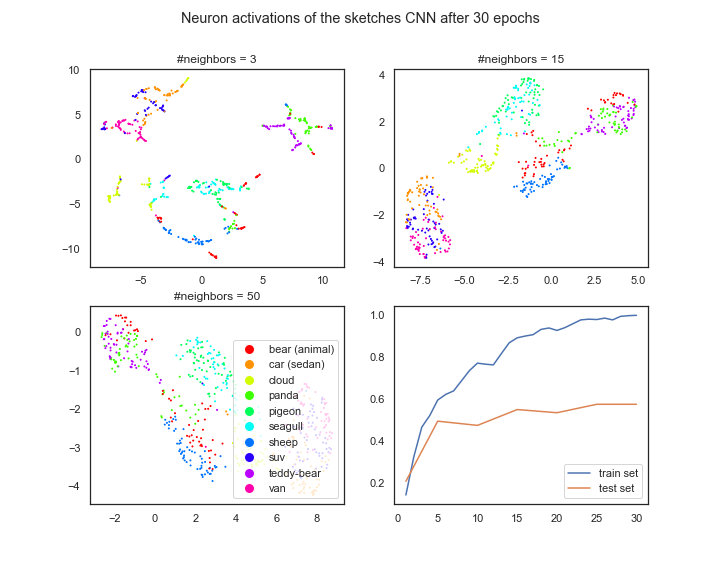 Neuron activations of the sketches CNN after 30 epochs
#neighbors = 3
10
5
0
−5
−10
−5
0
5
10
#neighbors = 15
4
2
0
−2
−4
−7.5
−5.0
−2.5
0.0
2.5
5.0
#neighbors = 50
0
−1
−2
−3
−4
−2
0
2
4
6
8
bear (animal)
car (sedan)
cloud
panda
pigeon
seagull
sheep
suv
teddy-bear
van
1.0
0.8
0.6
0.4
0.2
0
5
10
15
20
25
30
train set
test set